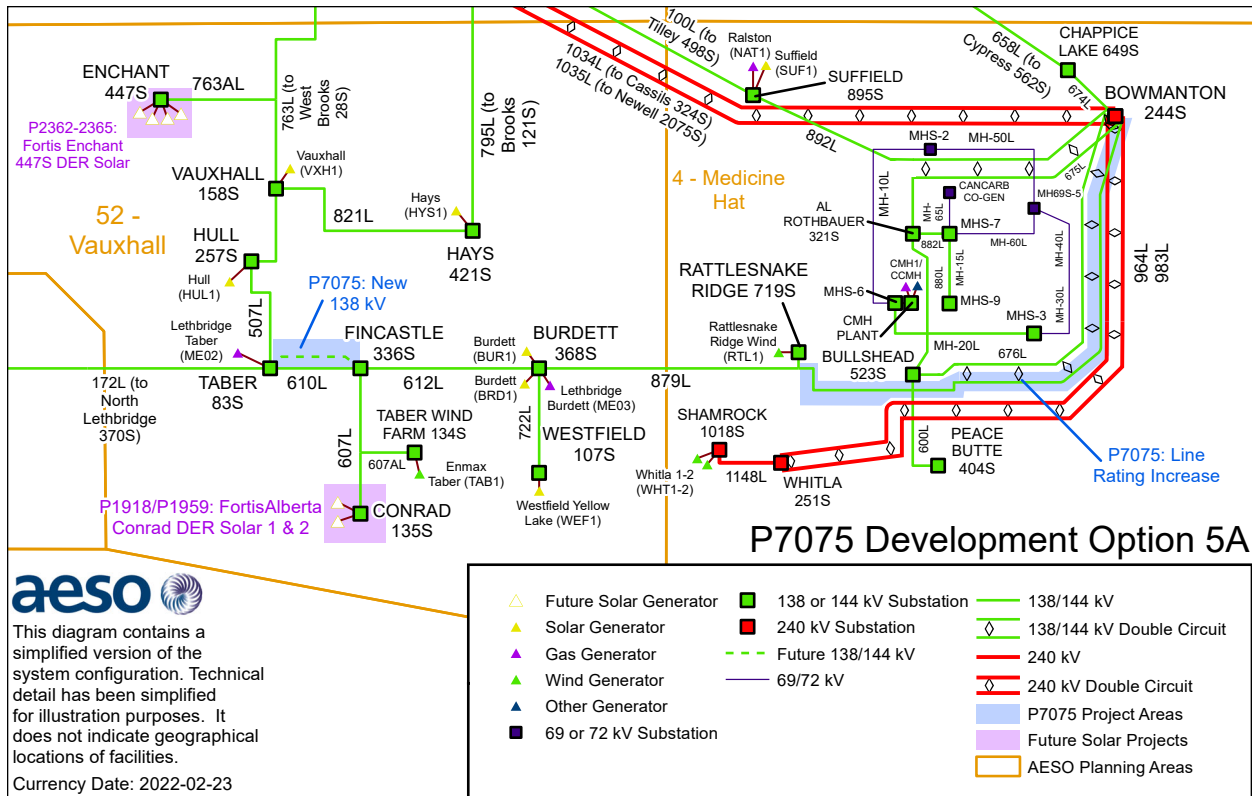 ENCHANT
447S
763AL
P2362-2365:
Fortis Enchant
447S DER Solar
763L (to
West
Brooks
28S)
795L (to
Brooks
121S)
100L (to
Tilley 498S)
1034L (to Cassils 324S)
1035L (to Newell 2075S)
Ralston
(NAT1)
Suffield
(SUF1)
SUFFIELD
895S
658L (to
Cypress 562S)
CHAPPICE
LAKE 649S
674L
BOWMANTON
244S
892L
MHS-2
MH-50L
675L
Vauxhall
(VXH1)
VAUXHALL
158S
821L
Hays
(HYS1)
HAYS
421S
52 -
Vauxhall
4 - Medicine
Hat
MH-10L
CANCARB
CO-GEN
MH69S-5
MH-
65L
AL
ROTHBAUER
321S
MHS-7
882L
MH-60L
MH-40L
HULL
257S
Hull
(HUL1)
507L
P7075: New
138 kV
RATTLESNAKE
RIDGE 719S
CMH1/
CCMH
MHS-6
880L
MH-15L
MHS-9
MH-30L
MHS-3
CMH
PLANT
MH-20L
964L
983L
Lethbridge
Taber
(ME02)
FINCASTLE
336S
Burdett
(BUR1)
BURDETT
368S
Rattlesnake
Ridge Wind
(RTL1)
BULLSHEAD
523S
676L
172L (to
North
Lethbridge
370S)
TABER
83S
610L
612L
Burdett
(BRD1)
Lethbridge
Burdett (ME03)
879L
722L
WESTFIELD
107S
SHAMROCK
1018S
607L
TABER WIND
FARM 134S
607AL
Enmax
Taber (TAB1)
Westfield Yellow
Lake (WEF1)
Whitla 1-2
(WHT1-2)
1148L
WHITLA
251S
600L
PEACE
BUTTE
404S
P7075: Line
Rating Increase
P1918/P1959: FortisAlberta
Conrad DER Solar 1 & 2
CONRAD
135S
P7075 Development Option 5A
aeso
This diagram contains a
simplified version of the
system configuration. Technical
detail has been simplified
for illustration purposes. It
does not indicate geographical
locations of facilities.
Currency Date: 2022-02-23
Future Solar Generator
Solar Generator
Gas Generator
Wind Generator
Other Generator
69 or 72 kV Substation
138 or 144 kV Substation
240 kV Substation
Future 138/144 kV
69/72 kV
138/144 kV
138/144 kV Double Circuit
240 kV
240 kV Double Circuit
P7075 Project Areas
Future Solar Projects
AESO Planning Areas